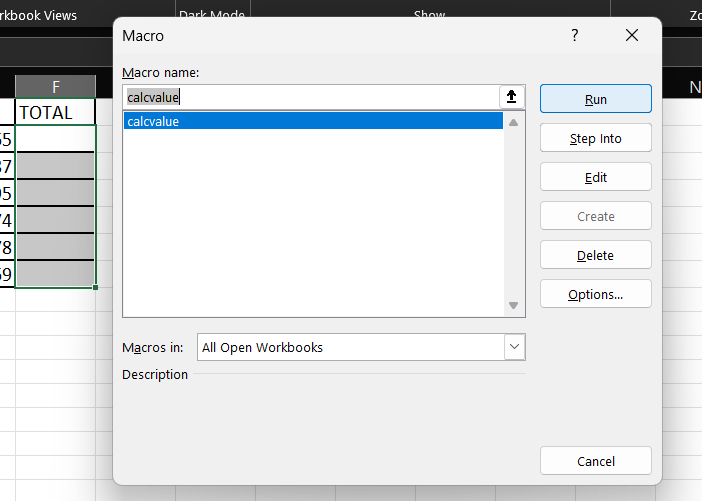 rkbook Views
Dark Mode
Show
Zo
Macro
?
F
N
Macro name:
TOTAL
calcvalue
Run
calcvalue
Step Into
Edit
Create
Delete
Options...
Macros in:
All Open Workbooks
Description
Cancel
55
37
95
74
78
59